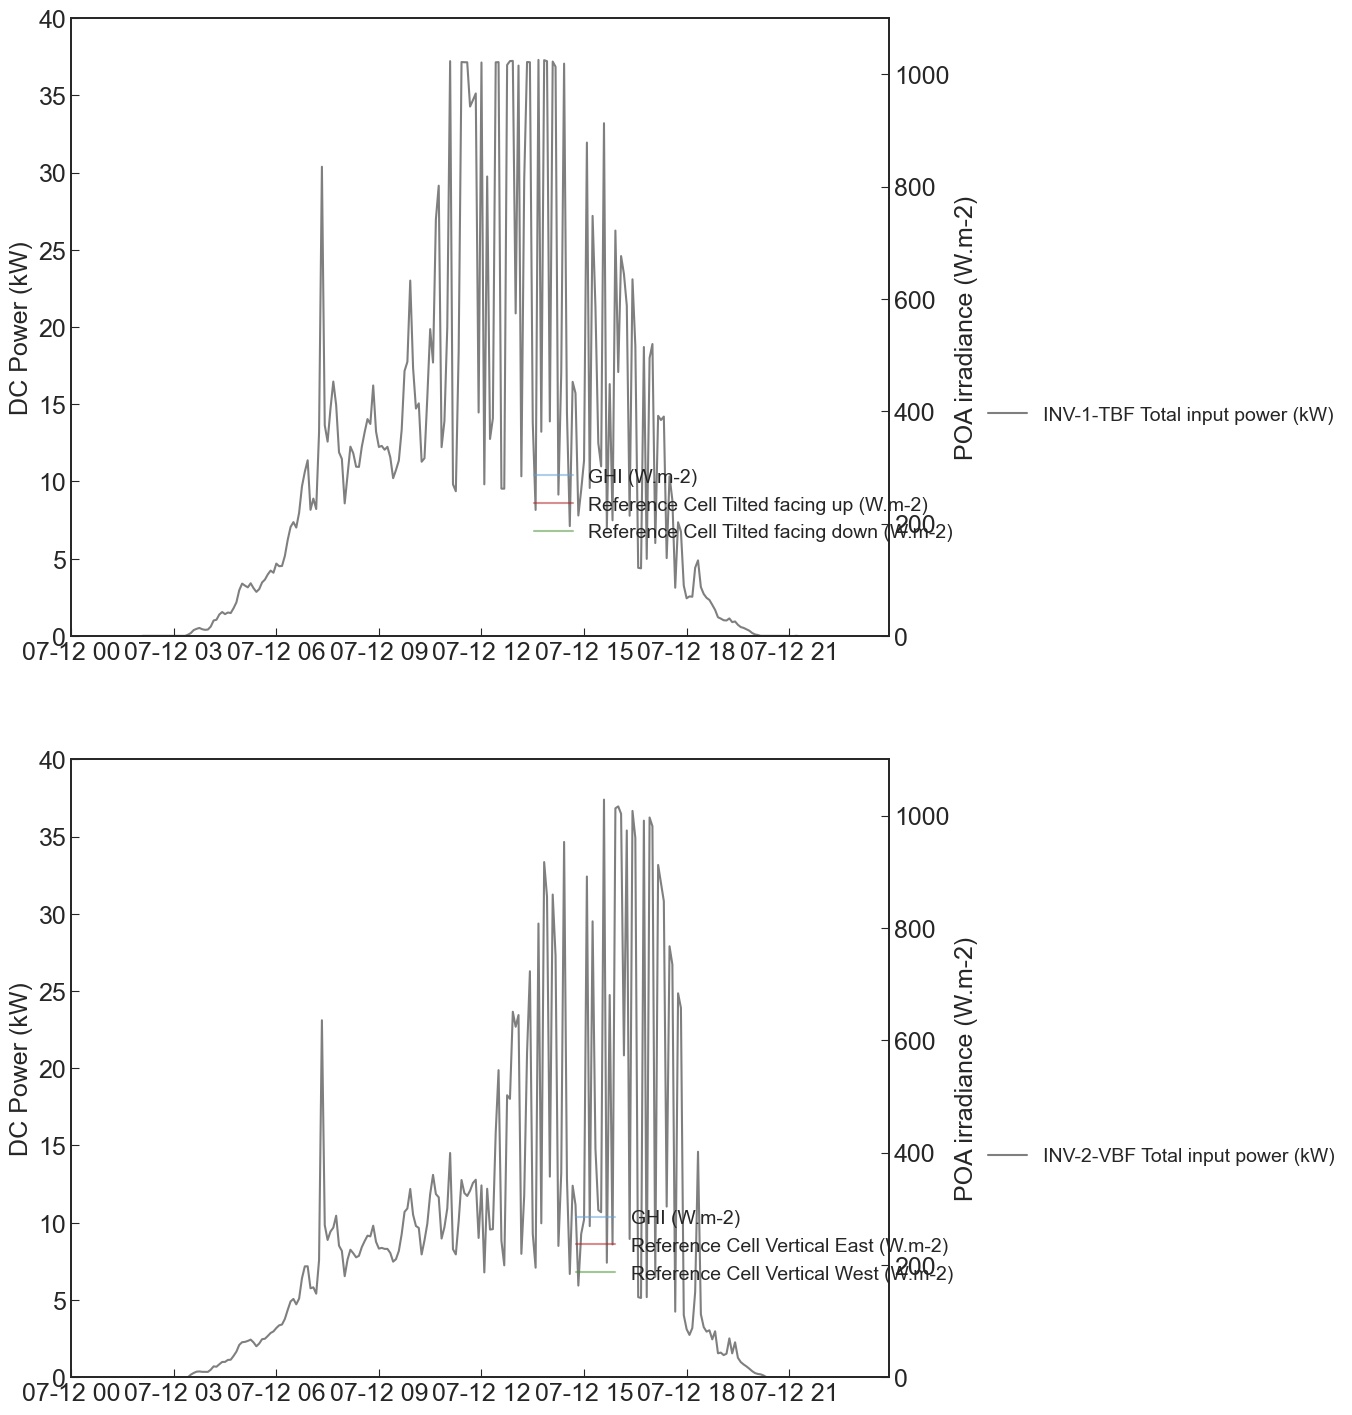 40
35
30
25
20
15
10
5
0
DC Power (kW)
1000
800
600
400
200
0
POA irradiance (W.m-2)
INV-1-TBF Total input power (kW)
GHI (W.m-2)
Reference Cell Tilted facing up (W.m-2)
Reference Cell Tilted facing down (W.m-2)
07-12 00 07-12 03 07-12 06 07-12 09 07-12 12 07-12 15 07-12 18 07-12 21
40
35
30
25
20
15
10
5
0
DC Power (kW)
1000
800
600
400
200
0
POA irradiance (W.m-2)
INV-2-VBF Total input power (kW)
GHI (W.m-2)
Reference Cell Vertical East (W.m-2)
Reference Cell Vertical West (W.m-2)
07-12 00 07-12 03 07-12 06 07-12 09 07-12 12 07-12 15 07-12 18 07-12 21